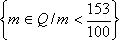 {m ∈ Q / m < 153/100}